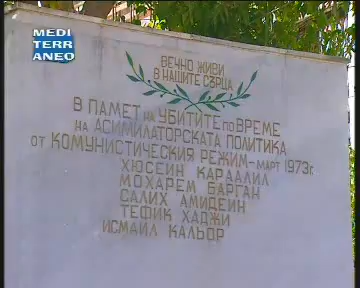 MEDI
TERR
ANEO
ВЕЧНО ЖИВИ
В НАШИТЕ СЪРЦА
В ПАМЕТ НА УБИТИТЕ ПО ВРЕМЕ
НА АСИМИЛАТОРСКАТА ПОЛИТИКА
ОТ КОМУНИСТИЧЕСКИЯ РЕЖИМ-МАРТ 1973г.
ХЮСЕИН КАРААЛИЛ
МОХАРЕМ БАРГАН
САЛИХ АМИДЕИН
ТЕФИК ХАДЖИ
ИСМАИЛ КАЛЬОР